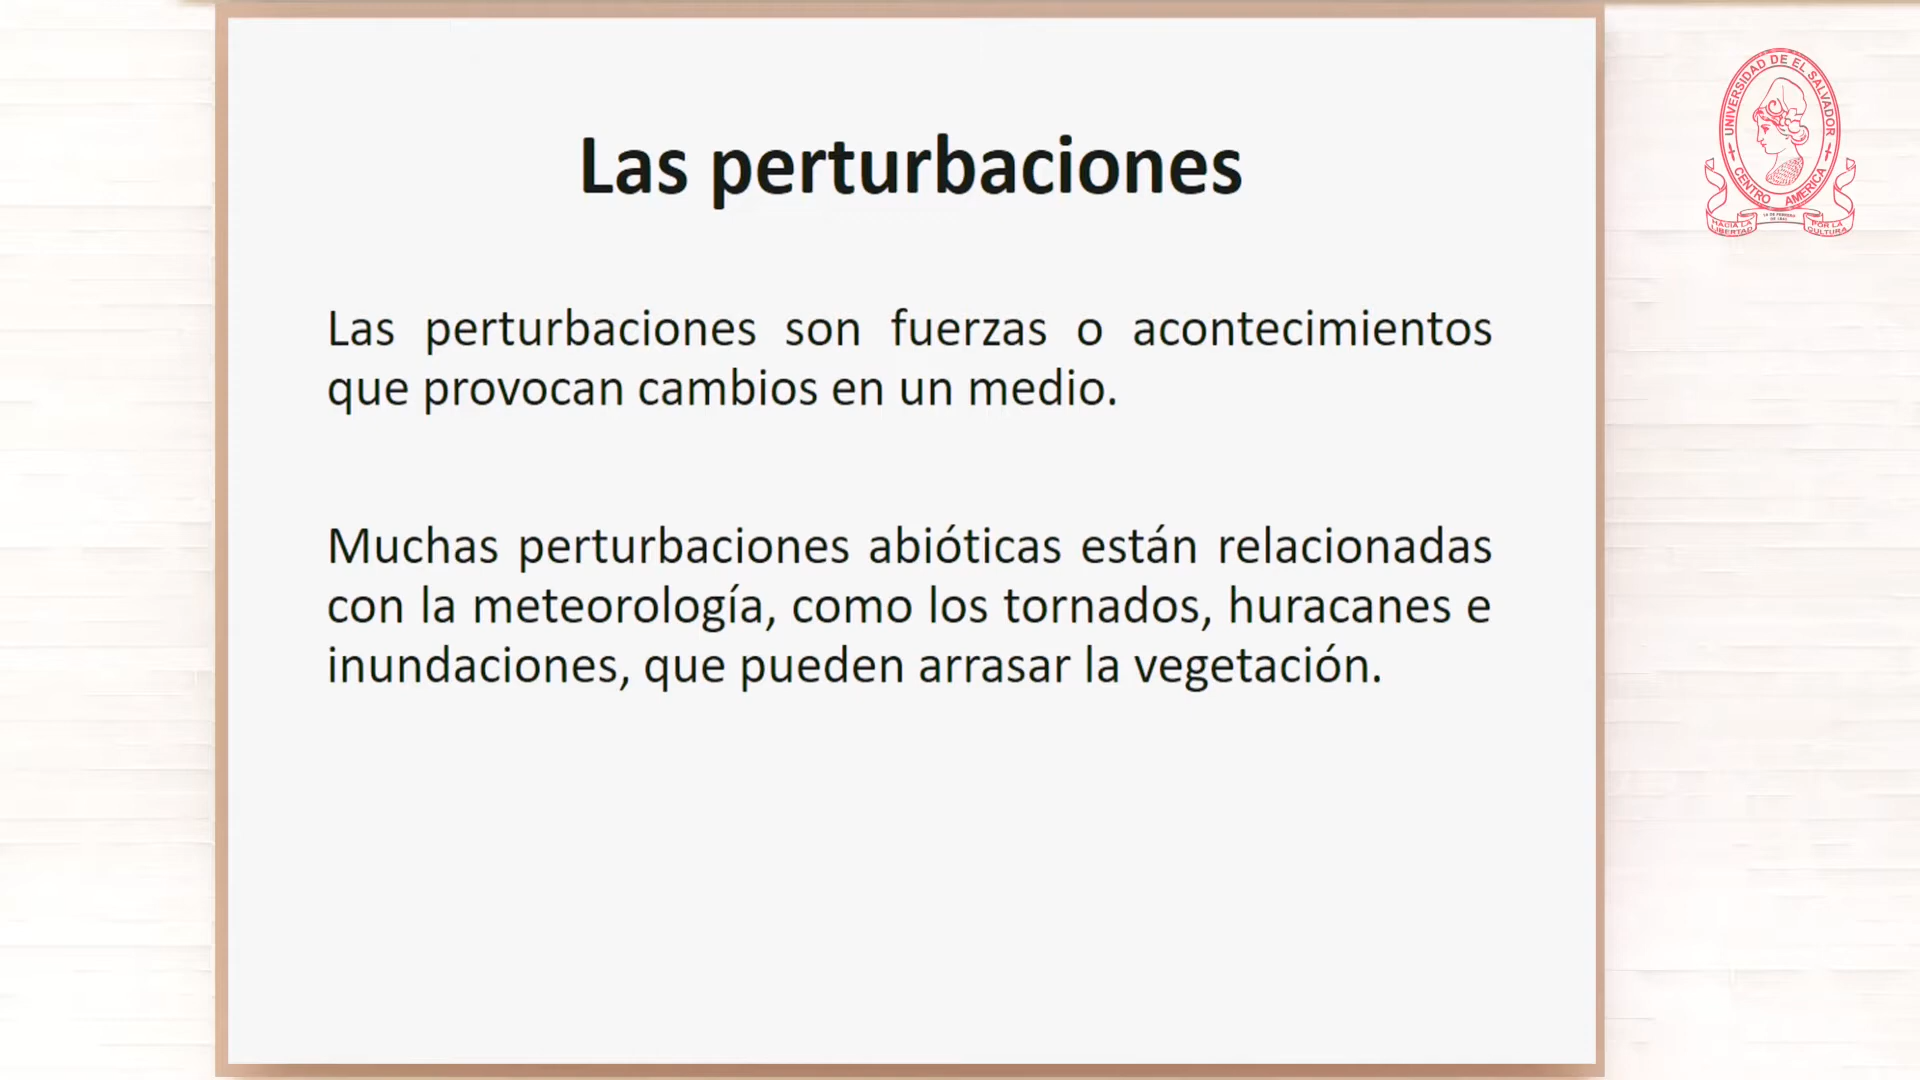 Las perturbaciones
Las perturbaciones son fuerzas o acontecimientos
que provocan cambios en un medio.
Muchas perturbaciones abióticas están relacionadas
con la meteorología, como los tornados, huracanes e
inundaciones, que pueden arrasar la vegetación.
UNIVERSIDAD DE EL SALVADOR
CENTRO AMERICA
HACIA LA
LIBERTAD
POR LA
CULTURA